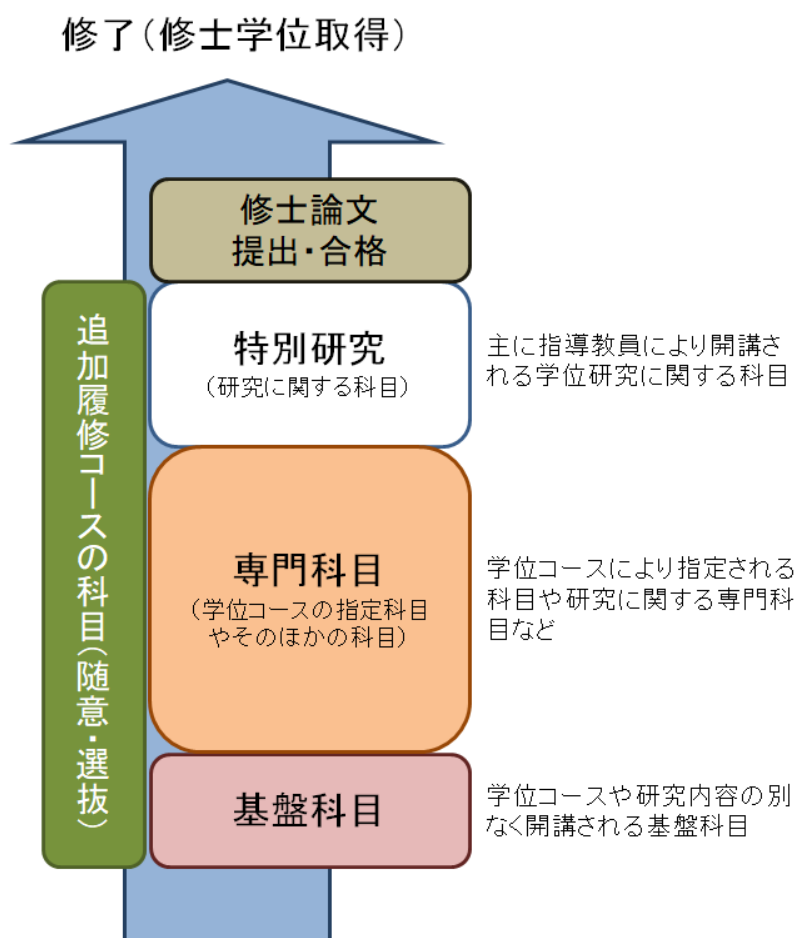 修了(修士学位取得)
修士論文
提出・合格
追加履修コースの科目(随意・選抜)
特別研究
(研究に関する科目)
主に指導教員により開講さ
れる学位研究に関する科目
専門科目
(学位コースの指定科目
やそのほかの科目)
学位コースにより指定される
科目や研究に関する専門科
目など
基盤科目
学位コースや研究内容の別
なく開講される基盤科目